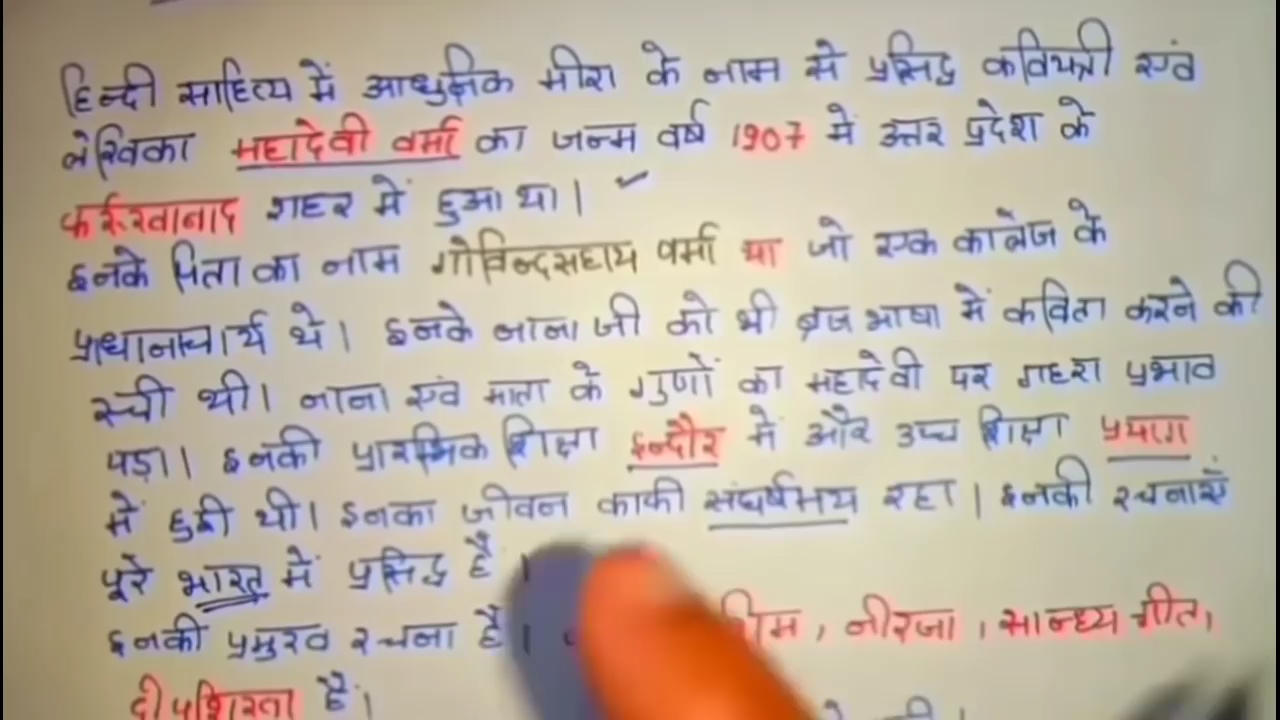 हिन्दी साहित्य में आधुनिक मीरा के नाम से प्रसिद्ध कवियत्री एवं
लेखिका महादेवी वर्मा का जन्म वर्ष 1907 में उत्तर प्रदेश के
फर्रुखाबाद शहर में हुआ था।
इनके पिता का नाम गोविन्दसहाय वर्मा था जो एक कॉलेज के
प्राधानाचार्य थे। इनके नाना जी को भी ब्रज भाषा में कविता करने की
रूची थी। नाना एवं माता के गुणों का महादेवी पर गहरा प्रभाव
पड़ा। इनकी प्रारम्भिक शिक्षा इन्दौर में और उच्च शिक्षा प्रयाग
में हुई थी। इनका जीवन काफी संघर्षमय रहा। इनकी रचनाएँ
पूरे भारत में प्रसिद्ध है।
इनकी प्रमुख रचना है। , नीरजा, सान्ध्य गीत,
दीपशिखा है।